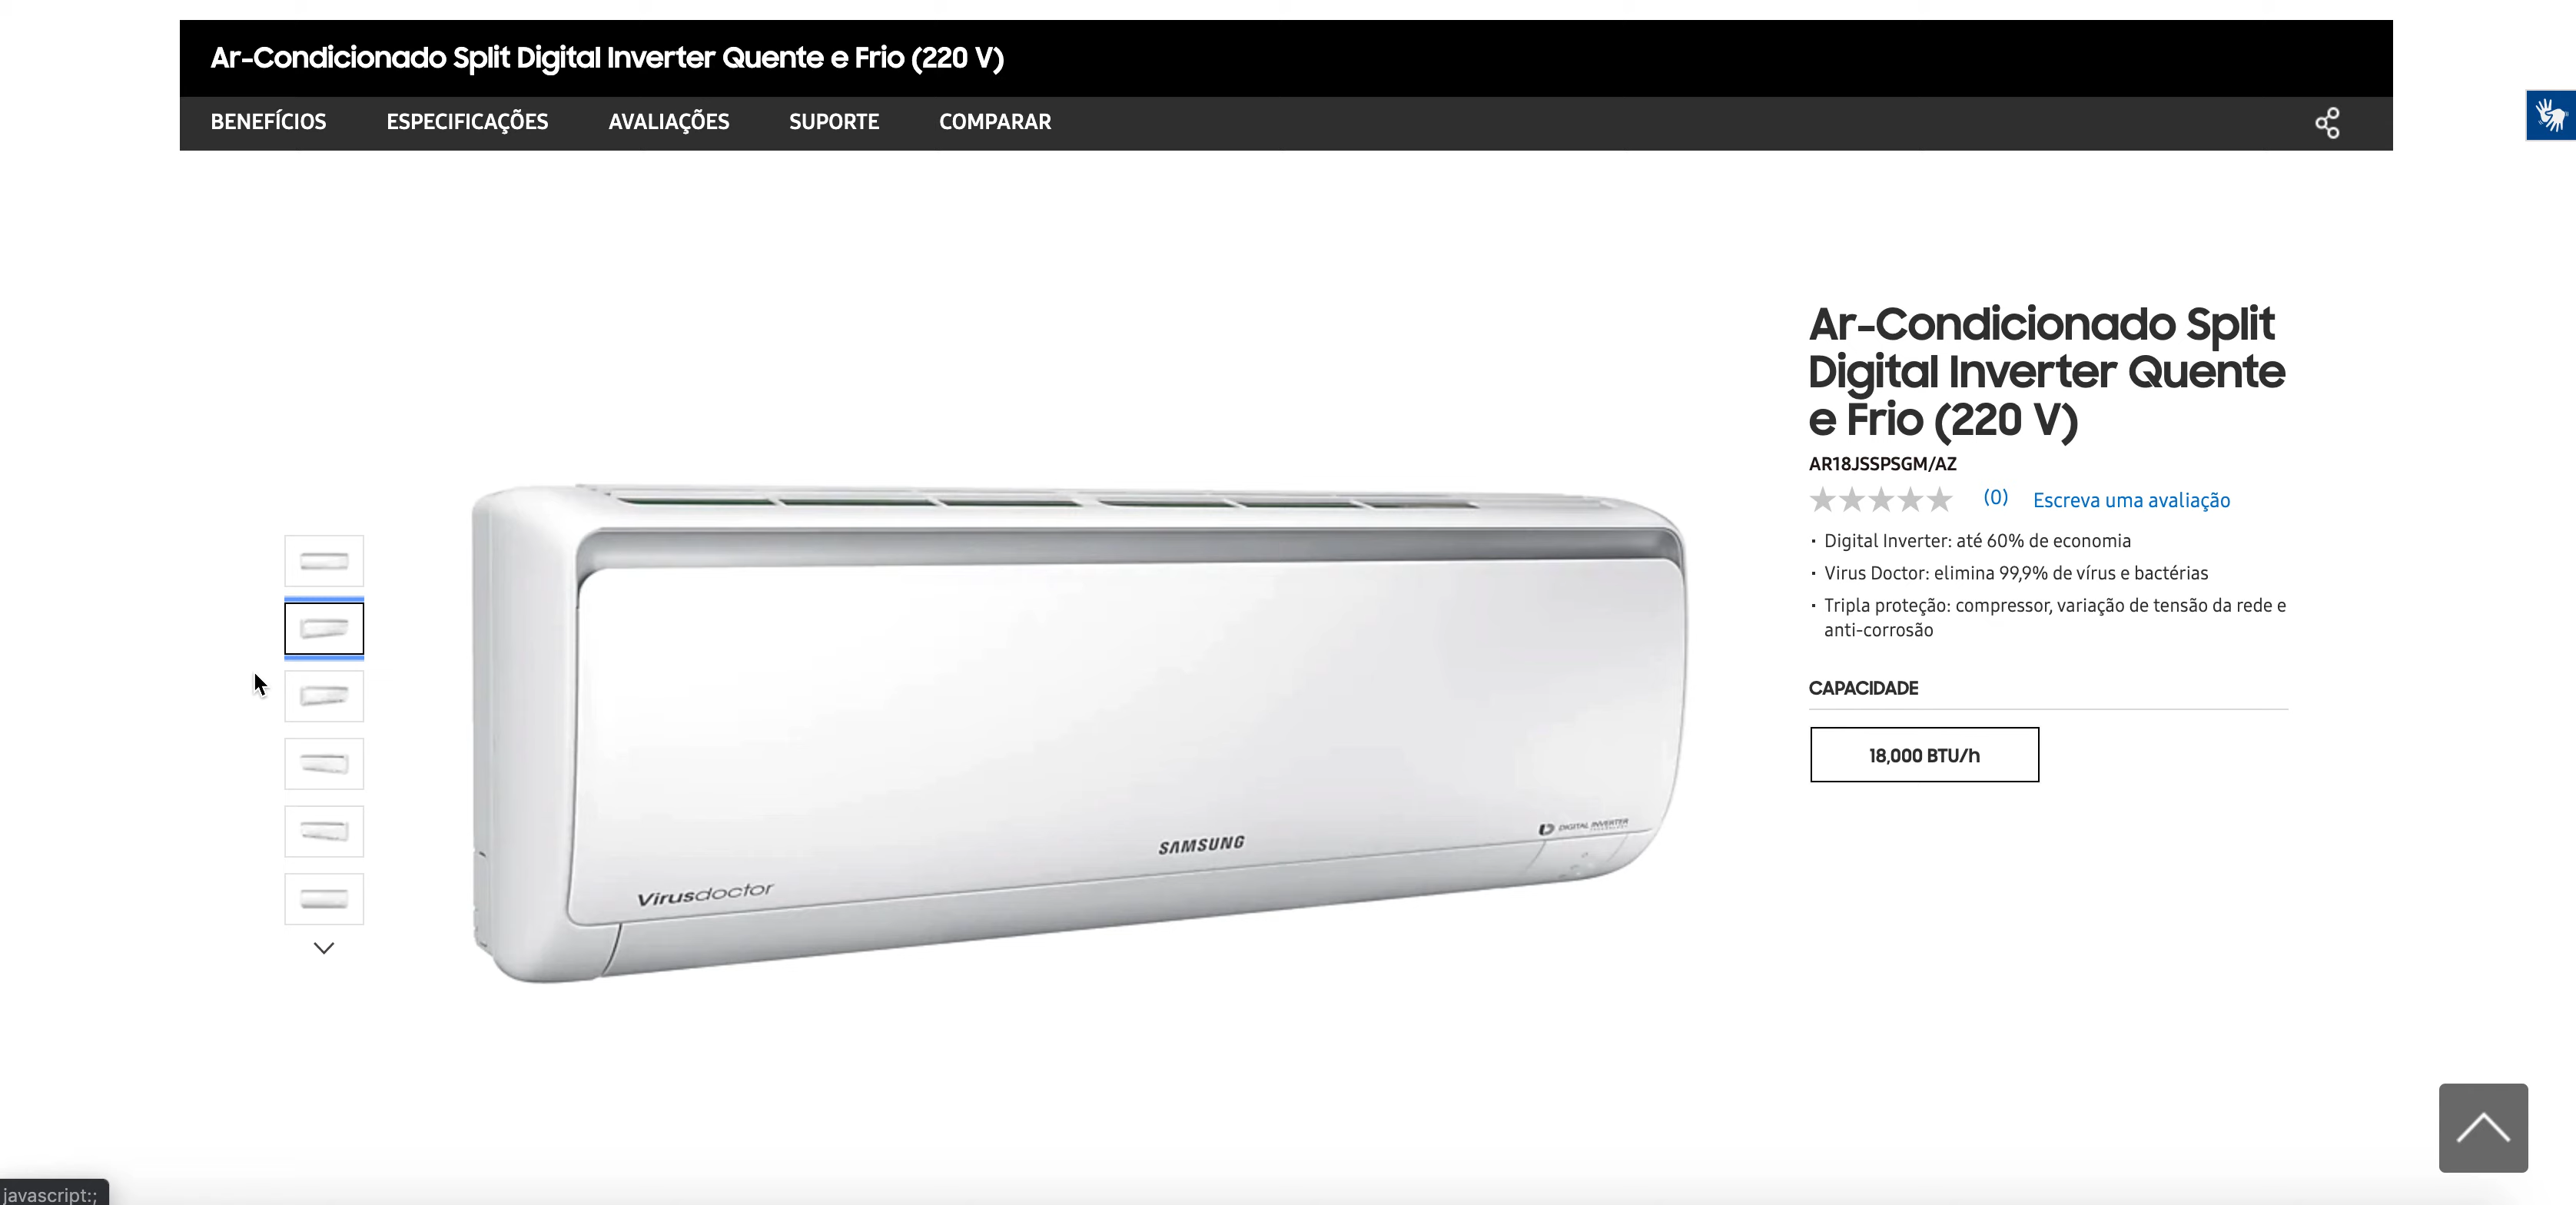 Ar-Condicionado Split Digital Inverter Quente e Frio (220 V)
BENEFÍCIOS ESPECIFICAÇÕES AVALIAÇÕES SUPORTE COMPARAR
Ar-Condicionado Split
Digital Inverter Quente
e Frio (220 V)
AR18JSSPSGM/AZ
(0) Escreva uma avaliação
· Digital Inverter: até 60% de economia
· Virus Doctor: elimina 99,9% de vírus e bactérias
· Tripla proteção: compressor, variação de tensão da rede e
anti-corrosão
CAPACIDADE
18,000 BTU/h
DIGITAL INVERTER
SAMSUNG
Virusdoctor
javascript:;